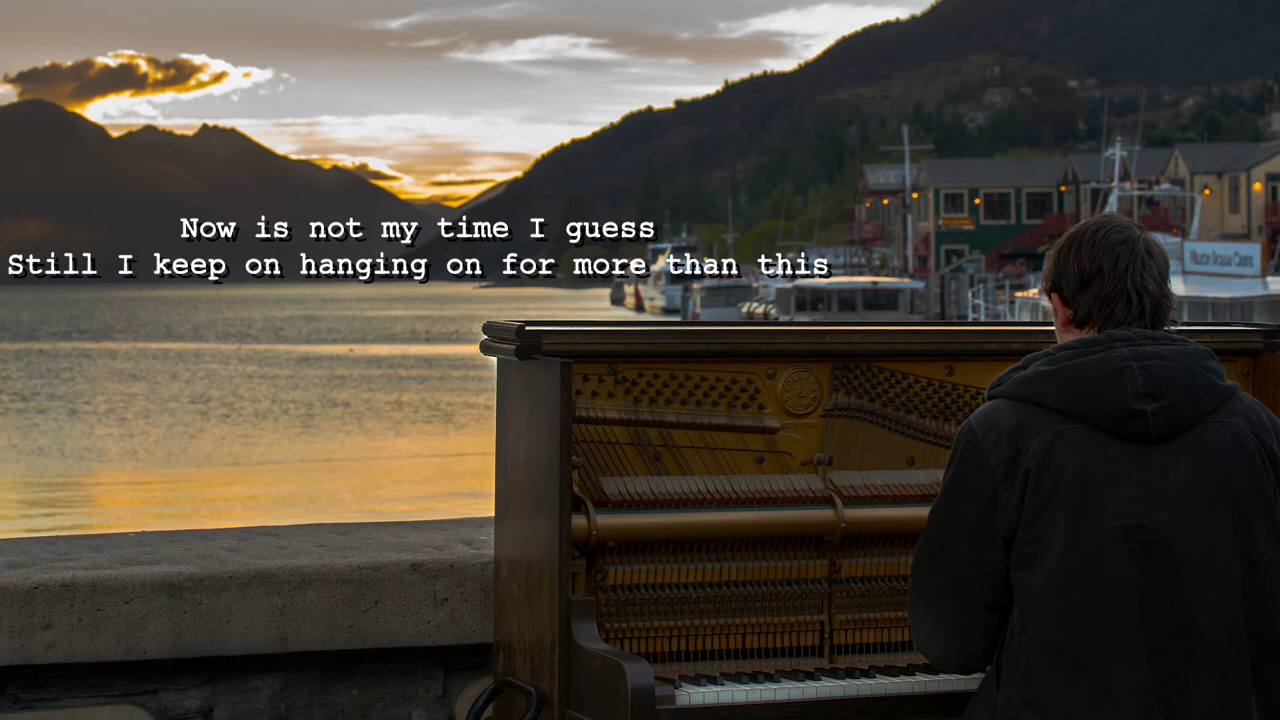 Now is not my time I guess
Still I keep on hanging on for more than this